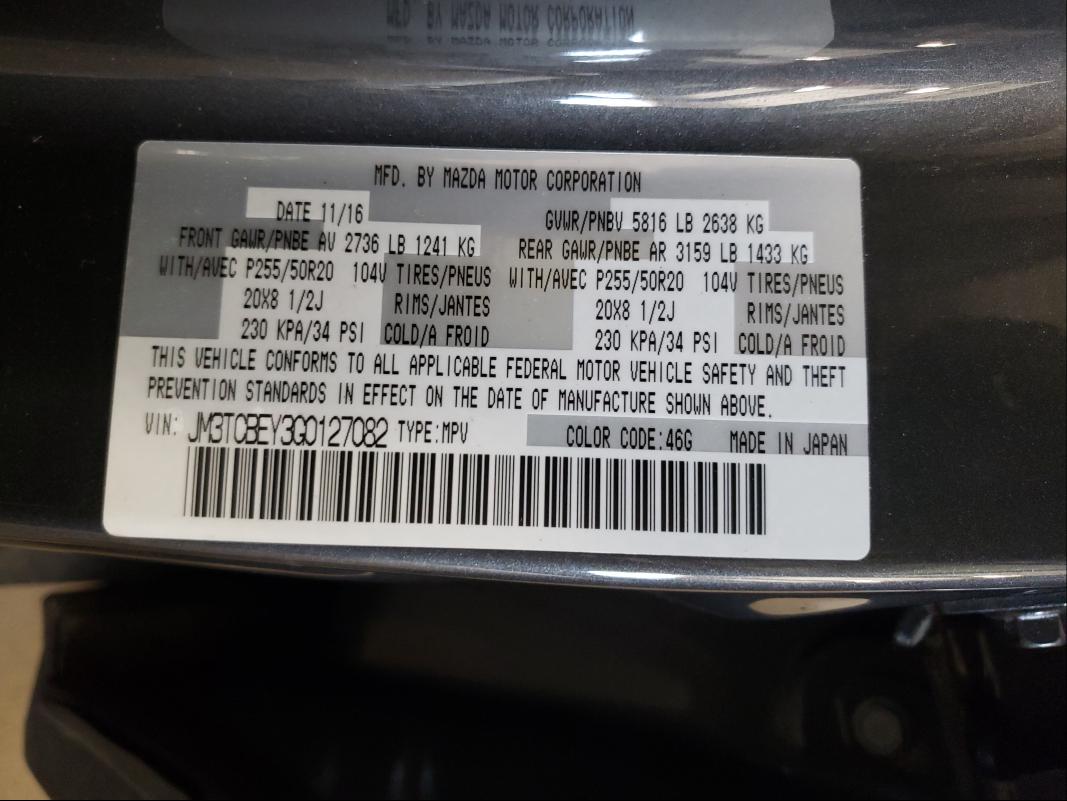 MFD. BY MAZDA MOTOR CORPORATION
DATE 11/16 GVWR/PNBV 5816 LB 2638 KG
FRONT GAWR/PNBE AV 2736 LB 1241 KG REAR GAWR/PNBE AR 3159 LB 1433 KG
WITH/AVEC P255/50R20 104V TIRES/PNEUS WITH/AVEC P255/50R20 104V TIRES/PNEUS
20X8 1/2J RIMS/JANTES 20X8 1/2J RIMS/JANTES
230 KPA/34 PSI COLD/A FROID 230 KPA/34 PSI COLD/A FROID
THIS VEHICLE CONFORMS TO ALL APPLICABLE FEDERAL MOTOR VEHICLE SAFETY AND THEFT
PREVENTION STANDARDS IN EFFECT ON THE DATE OF MANUFACTURE SHOWN ABOVE.
VIN: JM3TCBEY3G0127082 TYPE:MPV COLOR CODE:46G MADE IN JAPAN